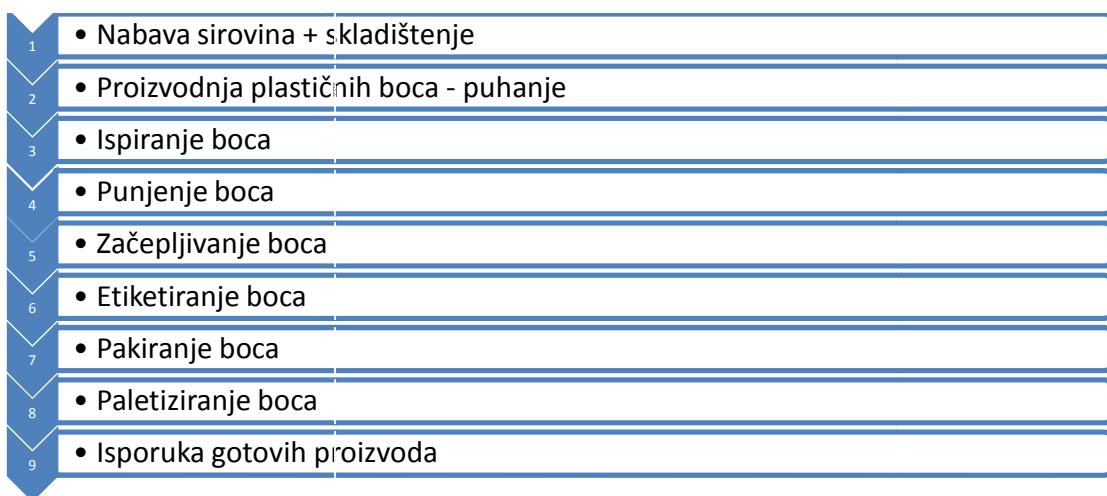 1 • Nabava sirovina + skladištenje
2 • Proizvodnja plastičnih boca - puhanje
3 • Ispiranje boca
4 • Punjenje boca
5 • Začepljivanje boca
6 • Etiketiranje boca
7 • Pakiranje boca
8 • Paletiziranje boca
9 • Isporuka gotovih proizvoda